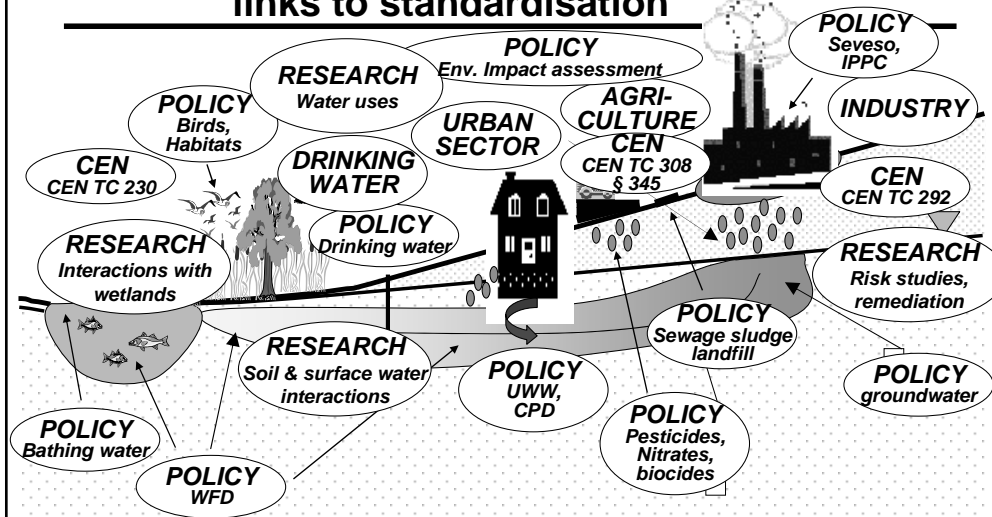 links to standardisation
POLICY
Env. Impact assessment
POLICY
Seveso,
IPPC
RESEARCH
Water uses
POLICY
Birds,
Habitats
AGRI-
CULTURE
INDUSTRY
URBAN
SECTOR
CEN
CEN TC 230
DRINKING
WATER
CEN
CEN TC 308
§ 345
CEN
CEN TC 292
POLICY
Drinking water
RESEARCH
Interactions with
wetlands
RESEARCH
Risk studies,
remediation
POLICY
Sewage sludge
landfill
RESEARCH
Soil & surface water
interactions
POLICY
UWW,
CPD
POLICY
groundwater
POLICY
Pesticides,
Nitrates,
biocides
POLICY
Bathing water
POLICY
WFD